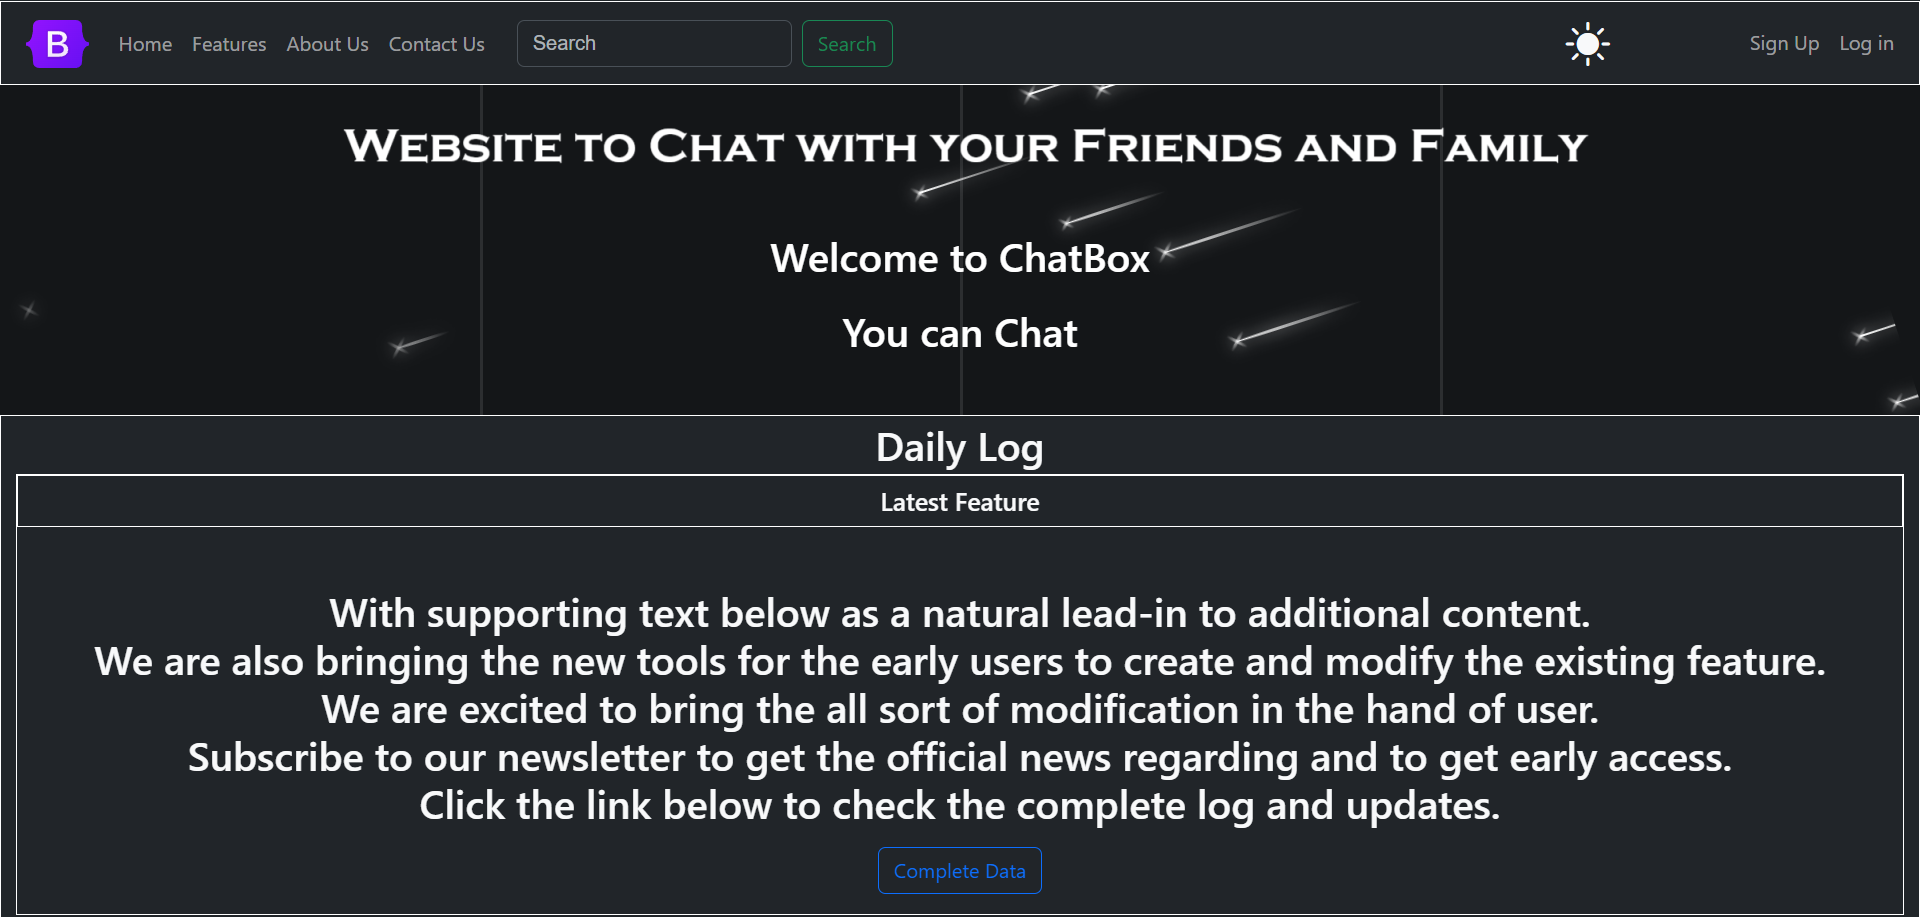 B Home Features About Us Contact Us Search Search Sign Up Log in
Website to Chat with your Friends and Family
Welcome to ChatBox
You can Chat
Daily Log
Latest Feature
With supporting text below as a natural lead-in to additional content.
We are also bringing the new tools for the early users to create and modify the existing feature.
We are excited to bring the all sort of modification in the hand of user.
Subscribe to our newsletter to get the official news regarding and to get early access.
Click the link below to check the complete log and updates.
Complete Data